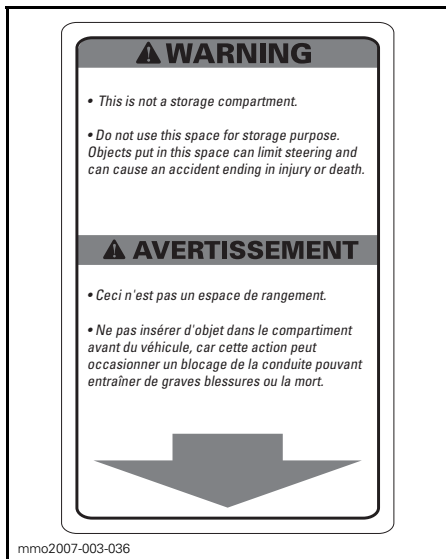 WARNING
• This is not a storage compartment.
• Do not use this space for storage purpose.
Objects put in this space can limit steering and
can cause an accident ending in injury or death.
AVERTISSEMENT
• Ceci n'est pas un espace de rangement.
• Ne pas insérer d'objet dans le compartiment
avant du véhicule, car cette action peut
occasionner un blocage de la conduite pouvant
entraîner de graves blessures ou la mort.
mmo2007-003-036